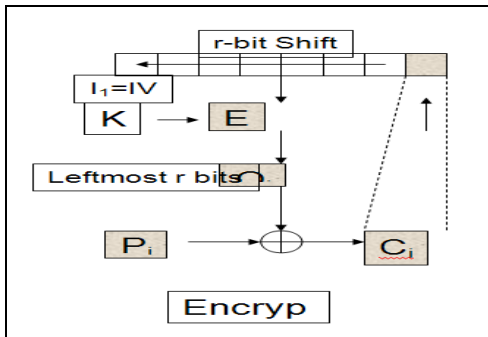 r-bit Shift
I₁=IV
K
E
Leftmost r bits
Pᵢ
Cᵢ
Encryp